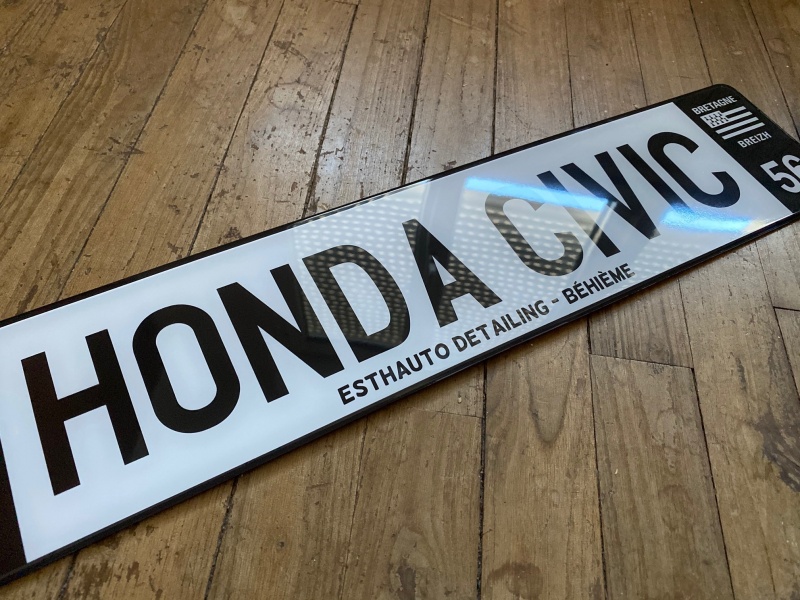 HONDA CIVIC
ESTHAUTO DETAILING - BÉHIÈME
BRETAGNE
BREIZH
56